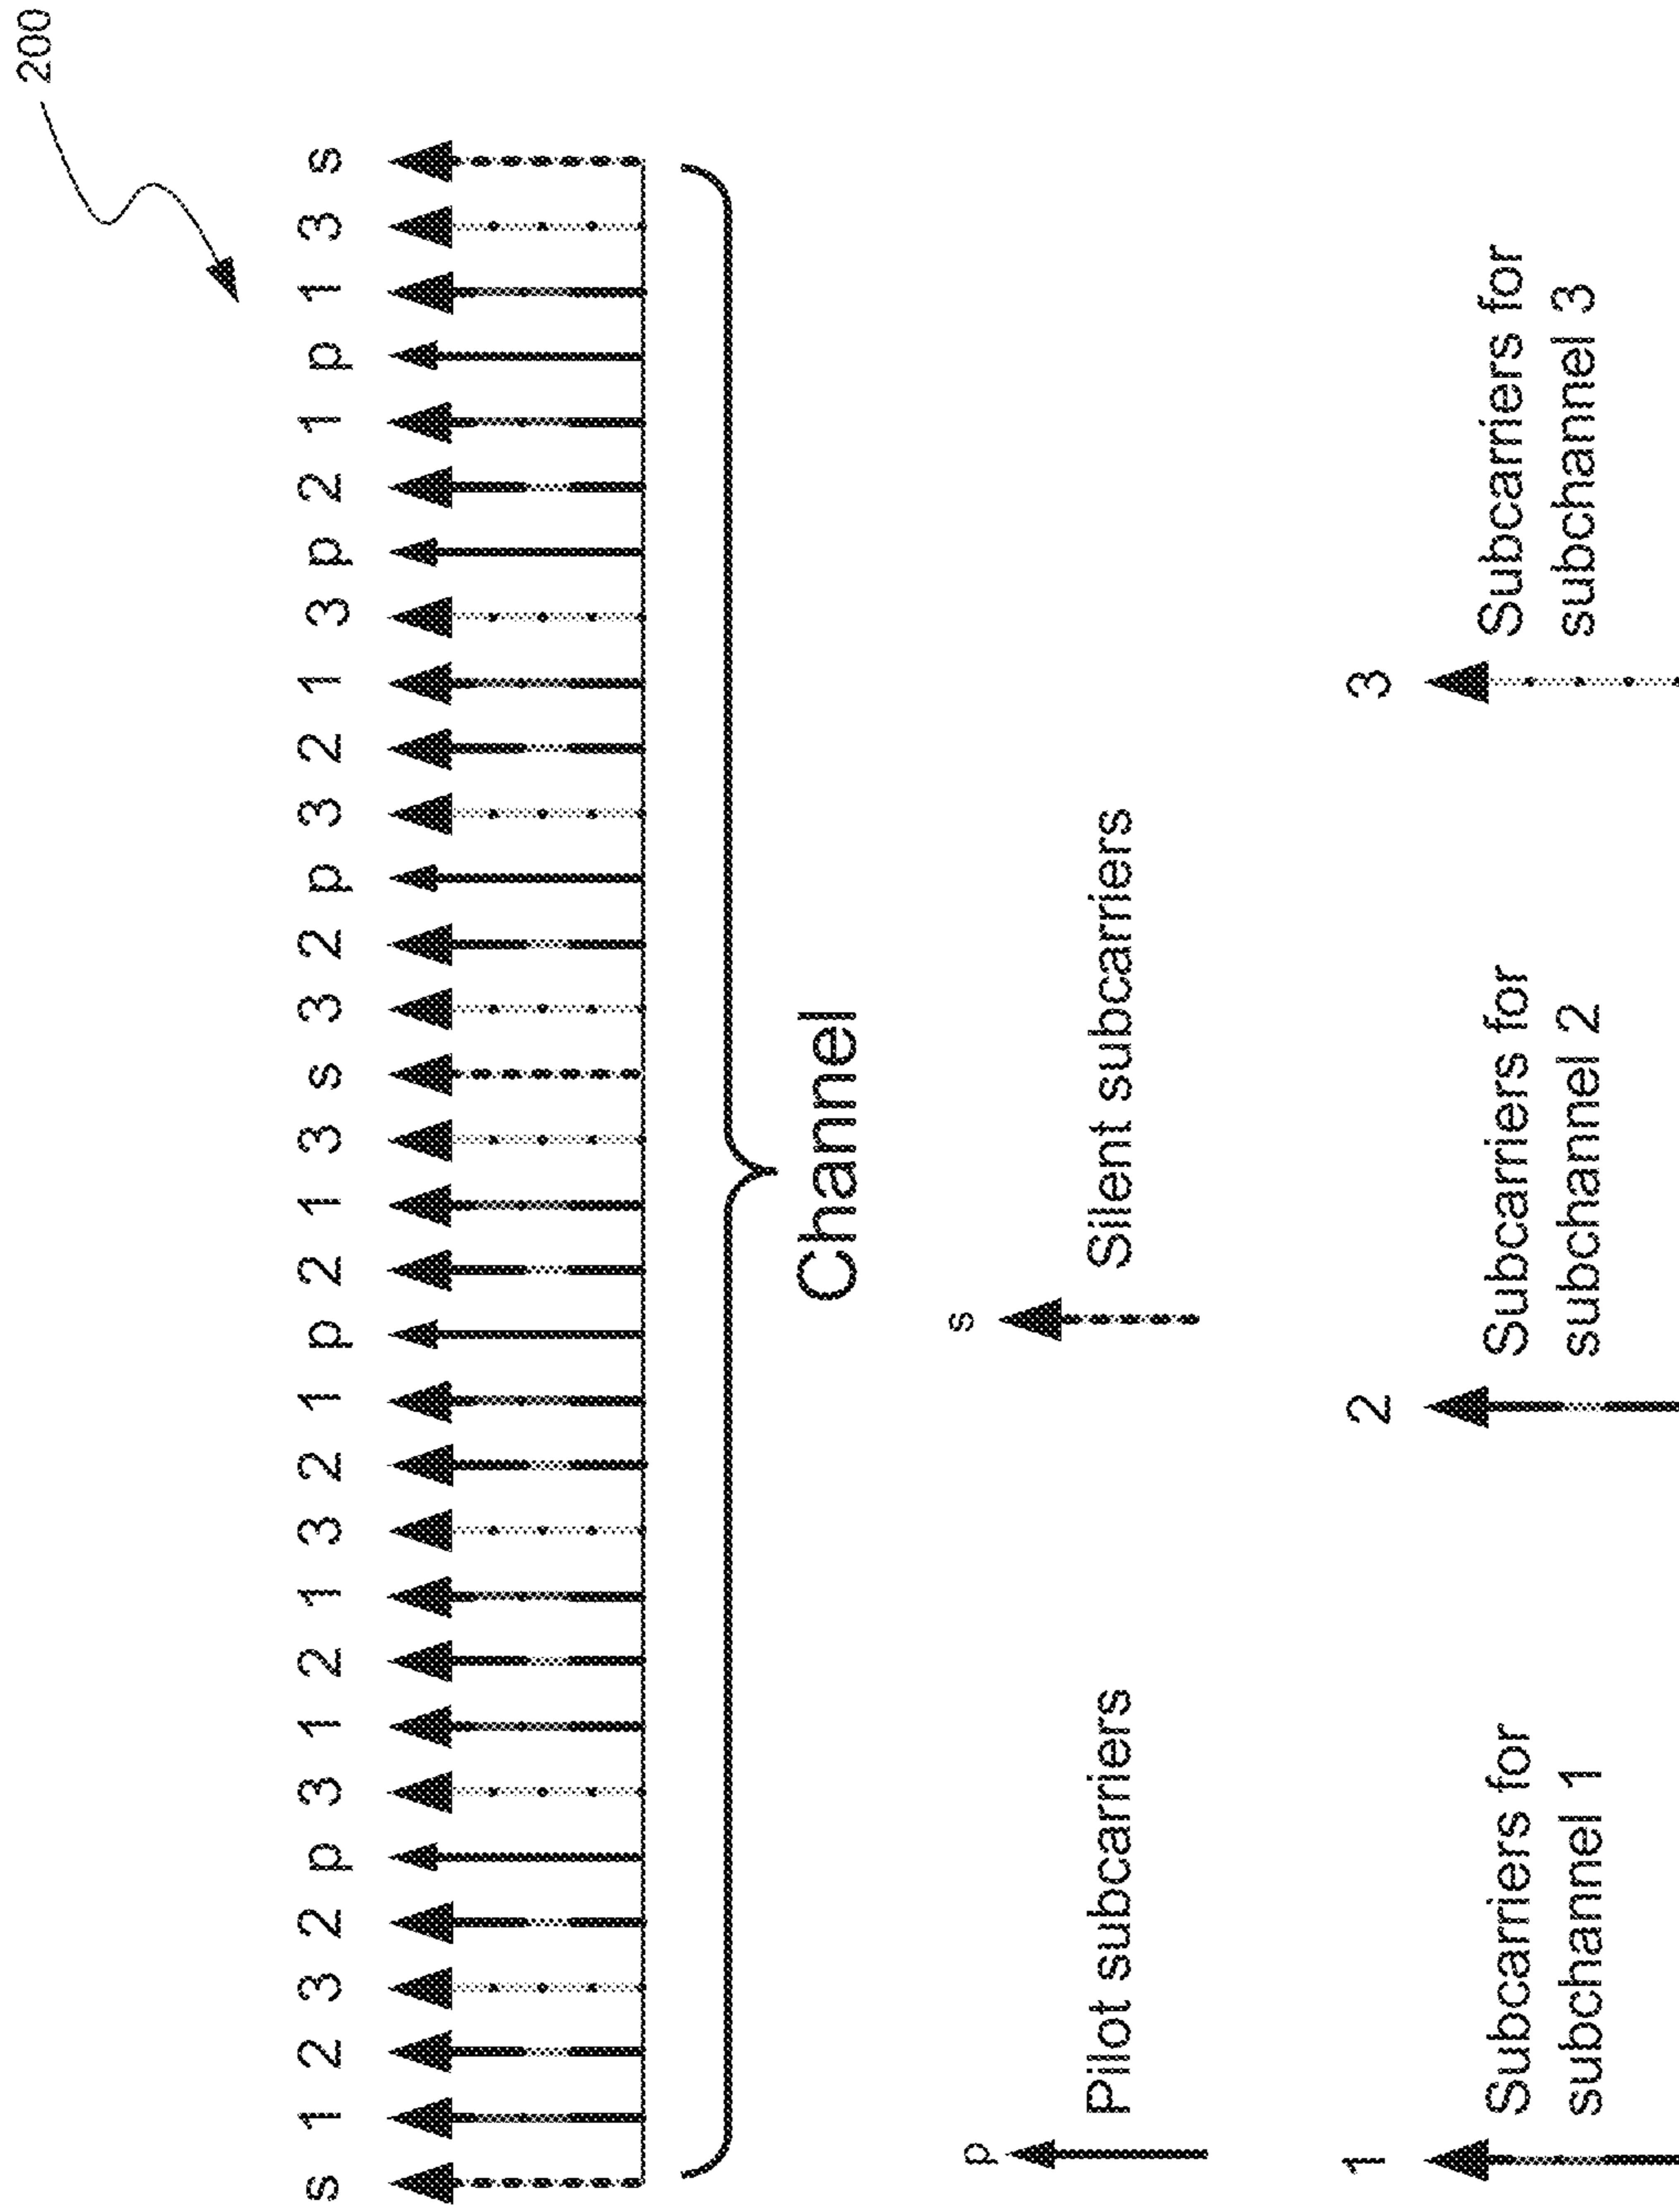 200
s 1 2 3 2 p 3 1 2 1 3 2 1 p 2 1 3 s 3 2 p 3 2 1 3 p 2 1 p 1 3 s
Channel
p
Pilot subcarriers
s
Silent subcarriers
1
Subcarriers for
subchannel 1
2
Subcarriers for
subchannel 2
3
Subcarriers for
subchannel 3